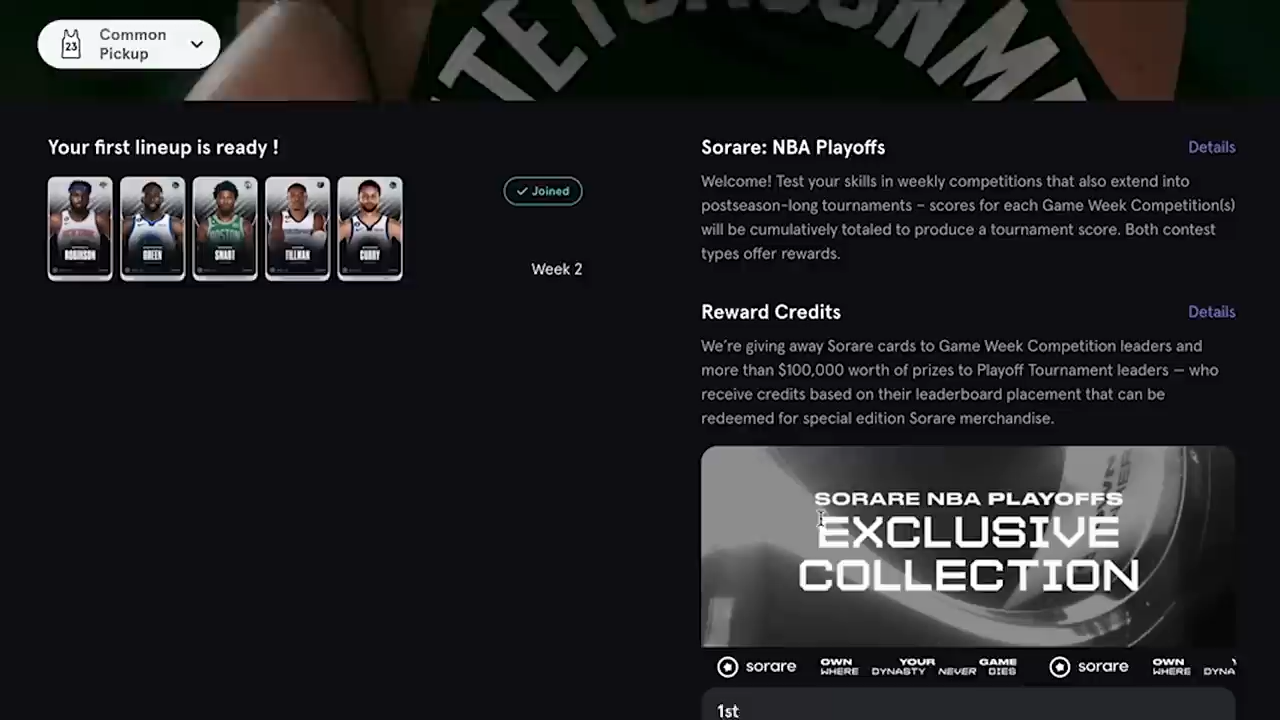 Common
Pickup
23
Your first lineup is ready !
ROBINSON
GREEN
SMART
TILLMAN
CURRY
Joined
Week 2
Sorare: NBA Playoffs
Details
Welcome! Test your skills in weekly competitions that also extend into
postseason-long tournaments – scores for each Game Week Competition(s)
will be cumulatively totaled to produce a tournament score. Both contest
types offer rewards.
Reward Credits
Details
We’re giving away Sorare cards to Game Week Competition leaders and
more than $100,000 worth of prizes to Playoff Tournament leaders — who
receive credits based on their leaderboard placement that can be
redeemed for special edition Sorare merchandise.
SORARE NBA PLAYOFFS
EXCLUSIVE
COLLECTION
sorare
OWN YOUR GAME
WHERE DYNASTY NEVER DIES
sorare
OWN
WHERE
1st